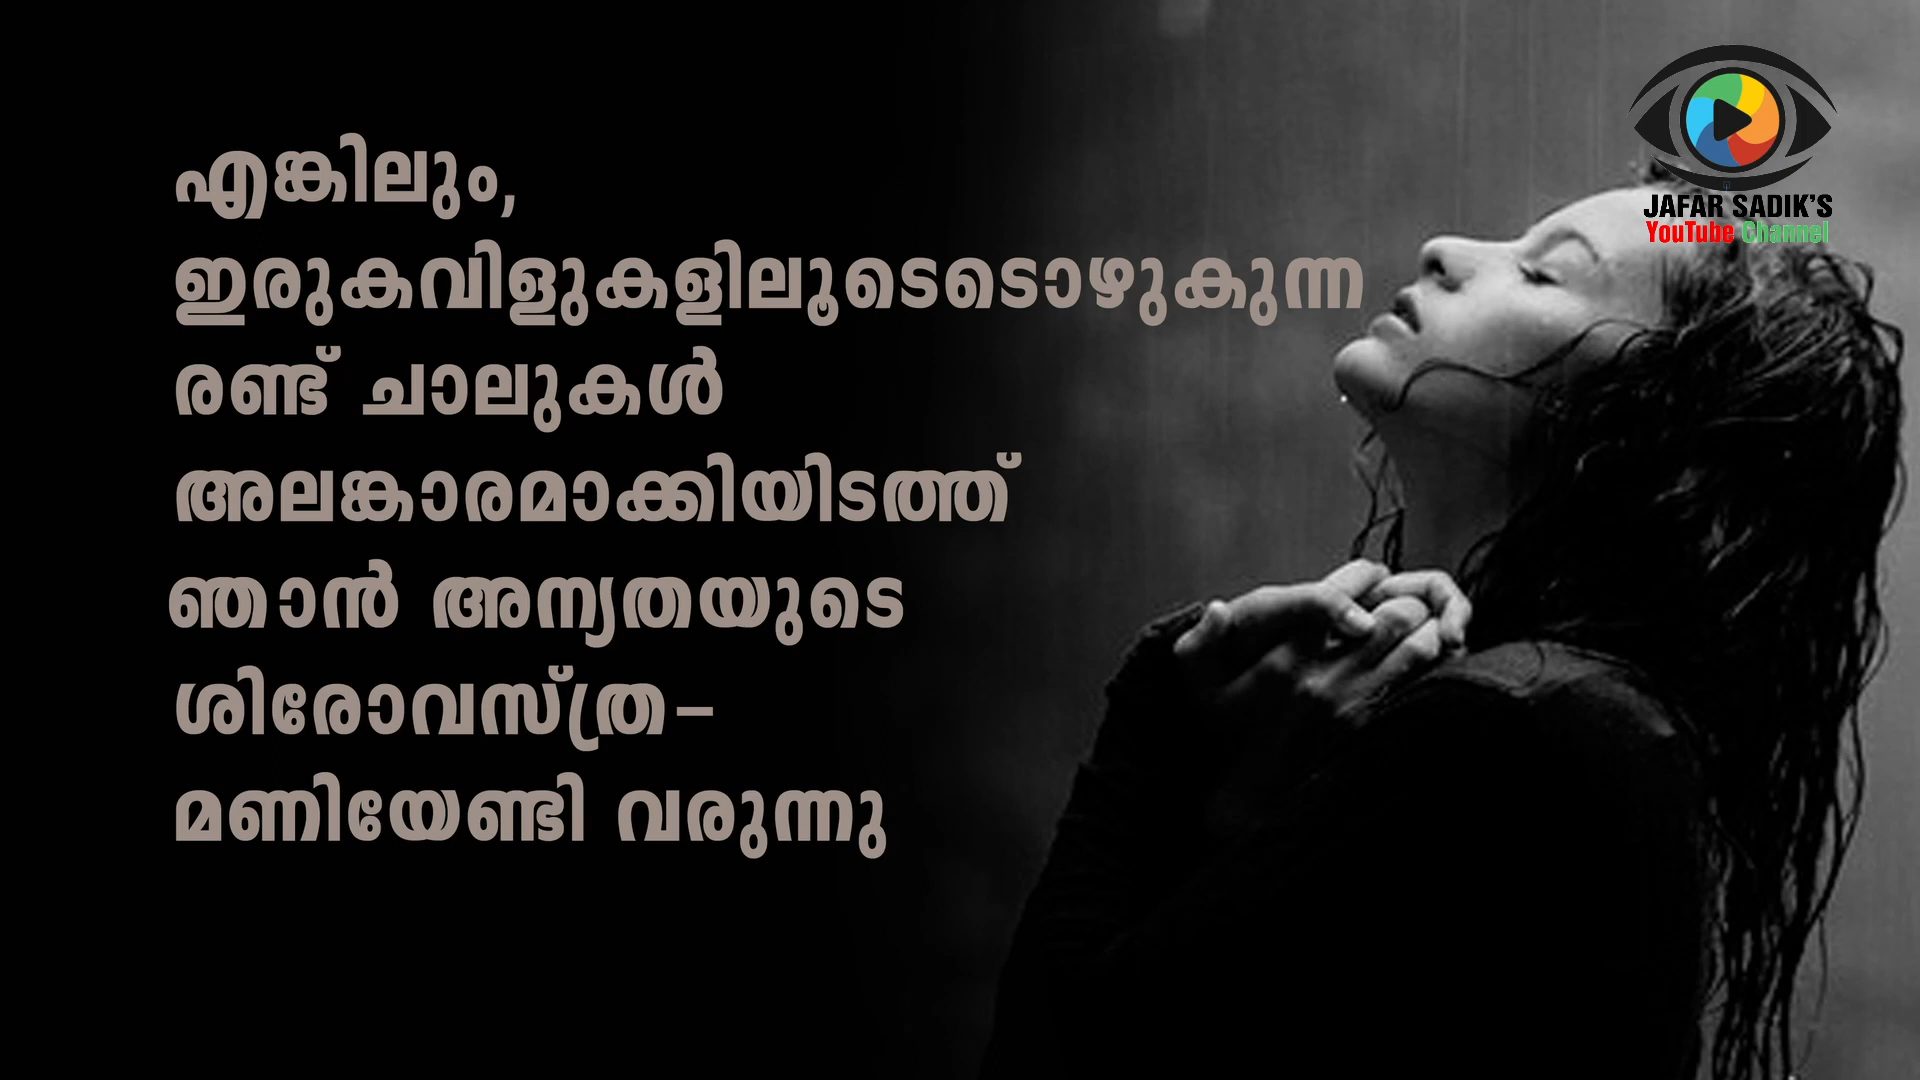 എങ്കിലും,
ഇരുകവിളുകളിലൂടെടൊഴുകുന്ന
രണ്ട് ചാലുകൾ
അലങ്കാരമാക്കിയിടത്ത്
ഞാൻ അന്യതയുടെ
ശിരോവസ്ത്ര-
മണിയേണ്ടി വരുന്നു
JAFAR SADIK'S
YouTube Channel